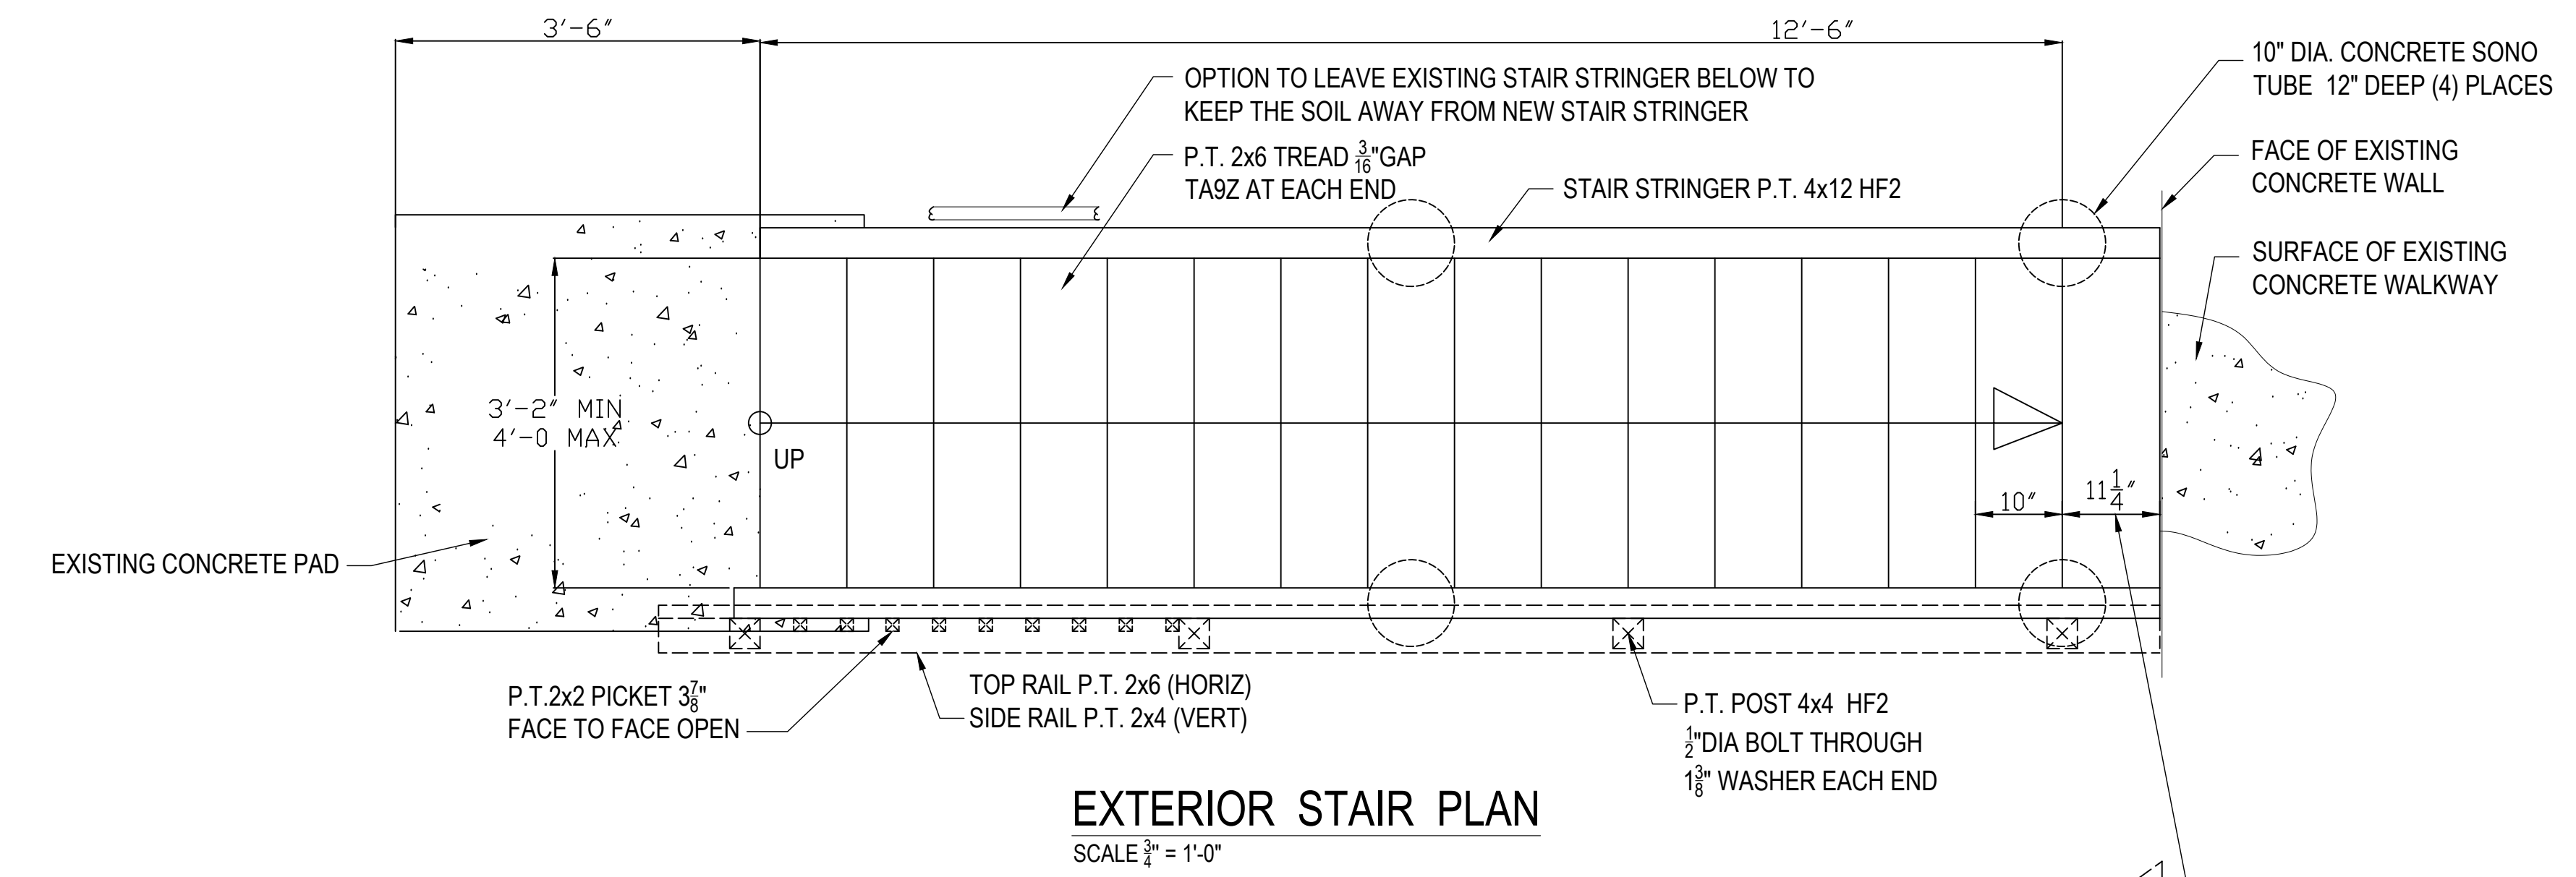 3'-6"
12'-6"
OPTION TO LEAVE EXISTING STAIR STRINGER BELOW TO
KEEP THE SOIL AWAY FROM NEW STAIR STRINGER
10" DIA. CONCRETE SONO
TUBE 12" DEEP (4) PLACES
P.T. 2x6 TREAD 3/16"GAP
TA9Z AT EACH END
STAIR STRINGER P.T. 4x12 HF2
FACE OF EXISTING
CONCRETE WALL
SURFACE OF EXISTING
CONCRETE WALKWAY
3'-2" MIN
4'-0 MAX
UP
10"
11 1/4"
EXISTING CONCRETE PAD
P.T.2x2 PICKET 3 7/8"
FACE TO FACE OPEN
TOP RAIL P.T. 2x6 (HORIZ)
SIDE RAIL P.T. 2x4 (VERT)
P.T. POST 4x4 HF2
1/2"DIA BOLT THROUGH
1 3/8" WASHER EACH END
EXTERIOR STAIR PLAN
SCALE 3/4" = 1'-0"